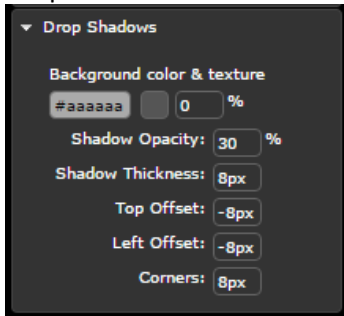 Drop Shadows
Background color & texture
#aaaaaa 0 %
Shadow Opacity: 30 %
Shadow Thickness: 8px
Top Offset: -8px
Left Offset: -8px
Corners: 8px